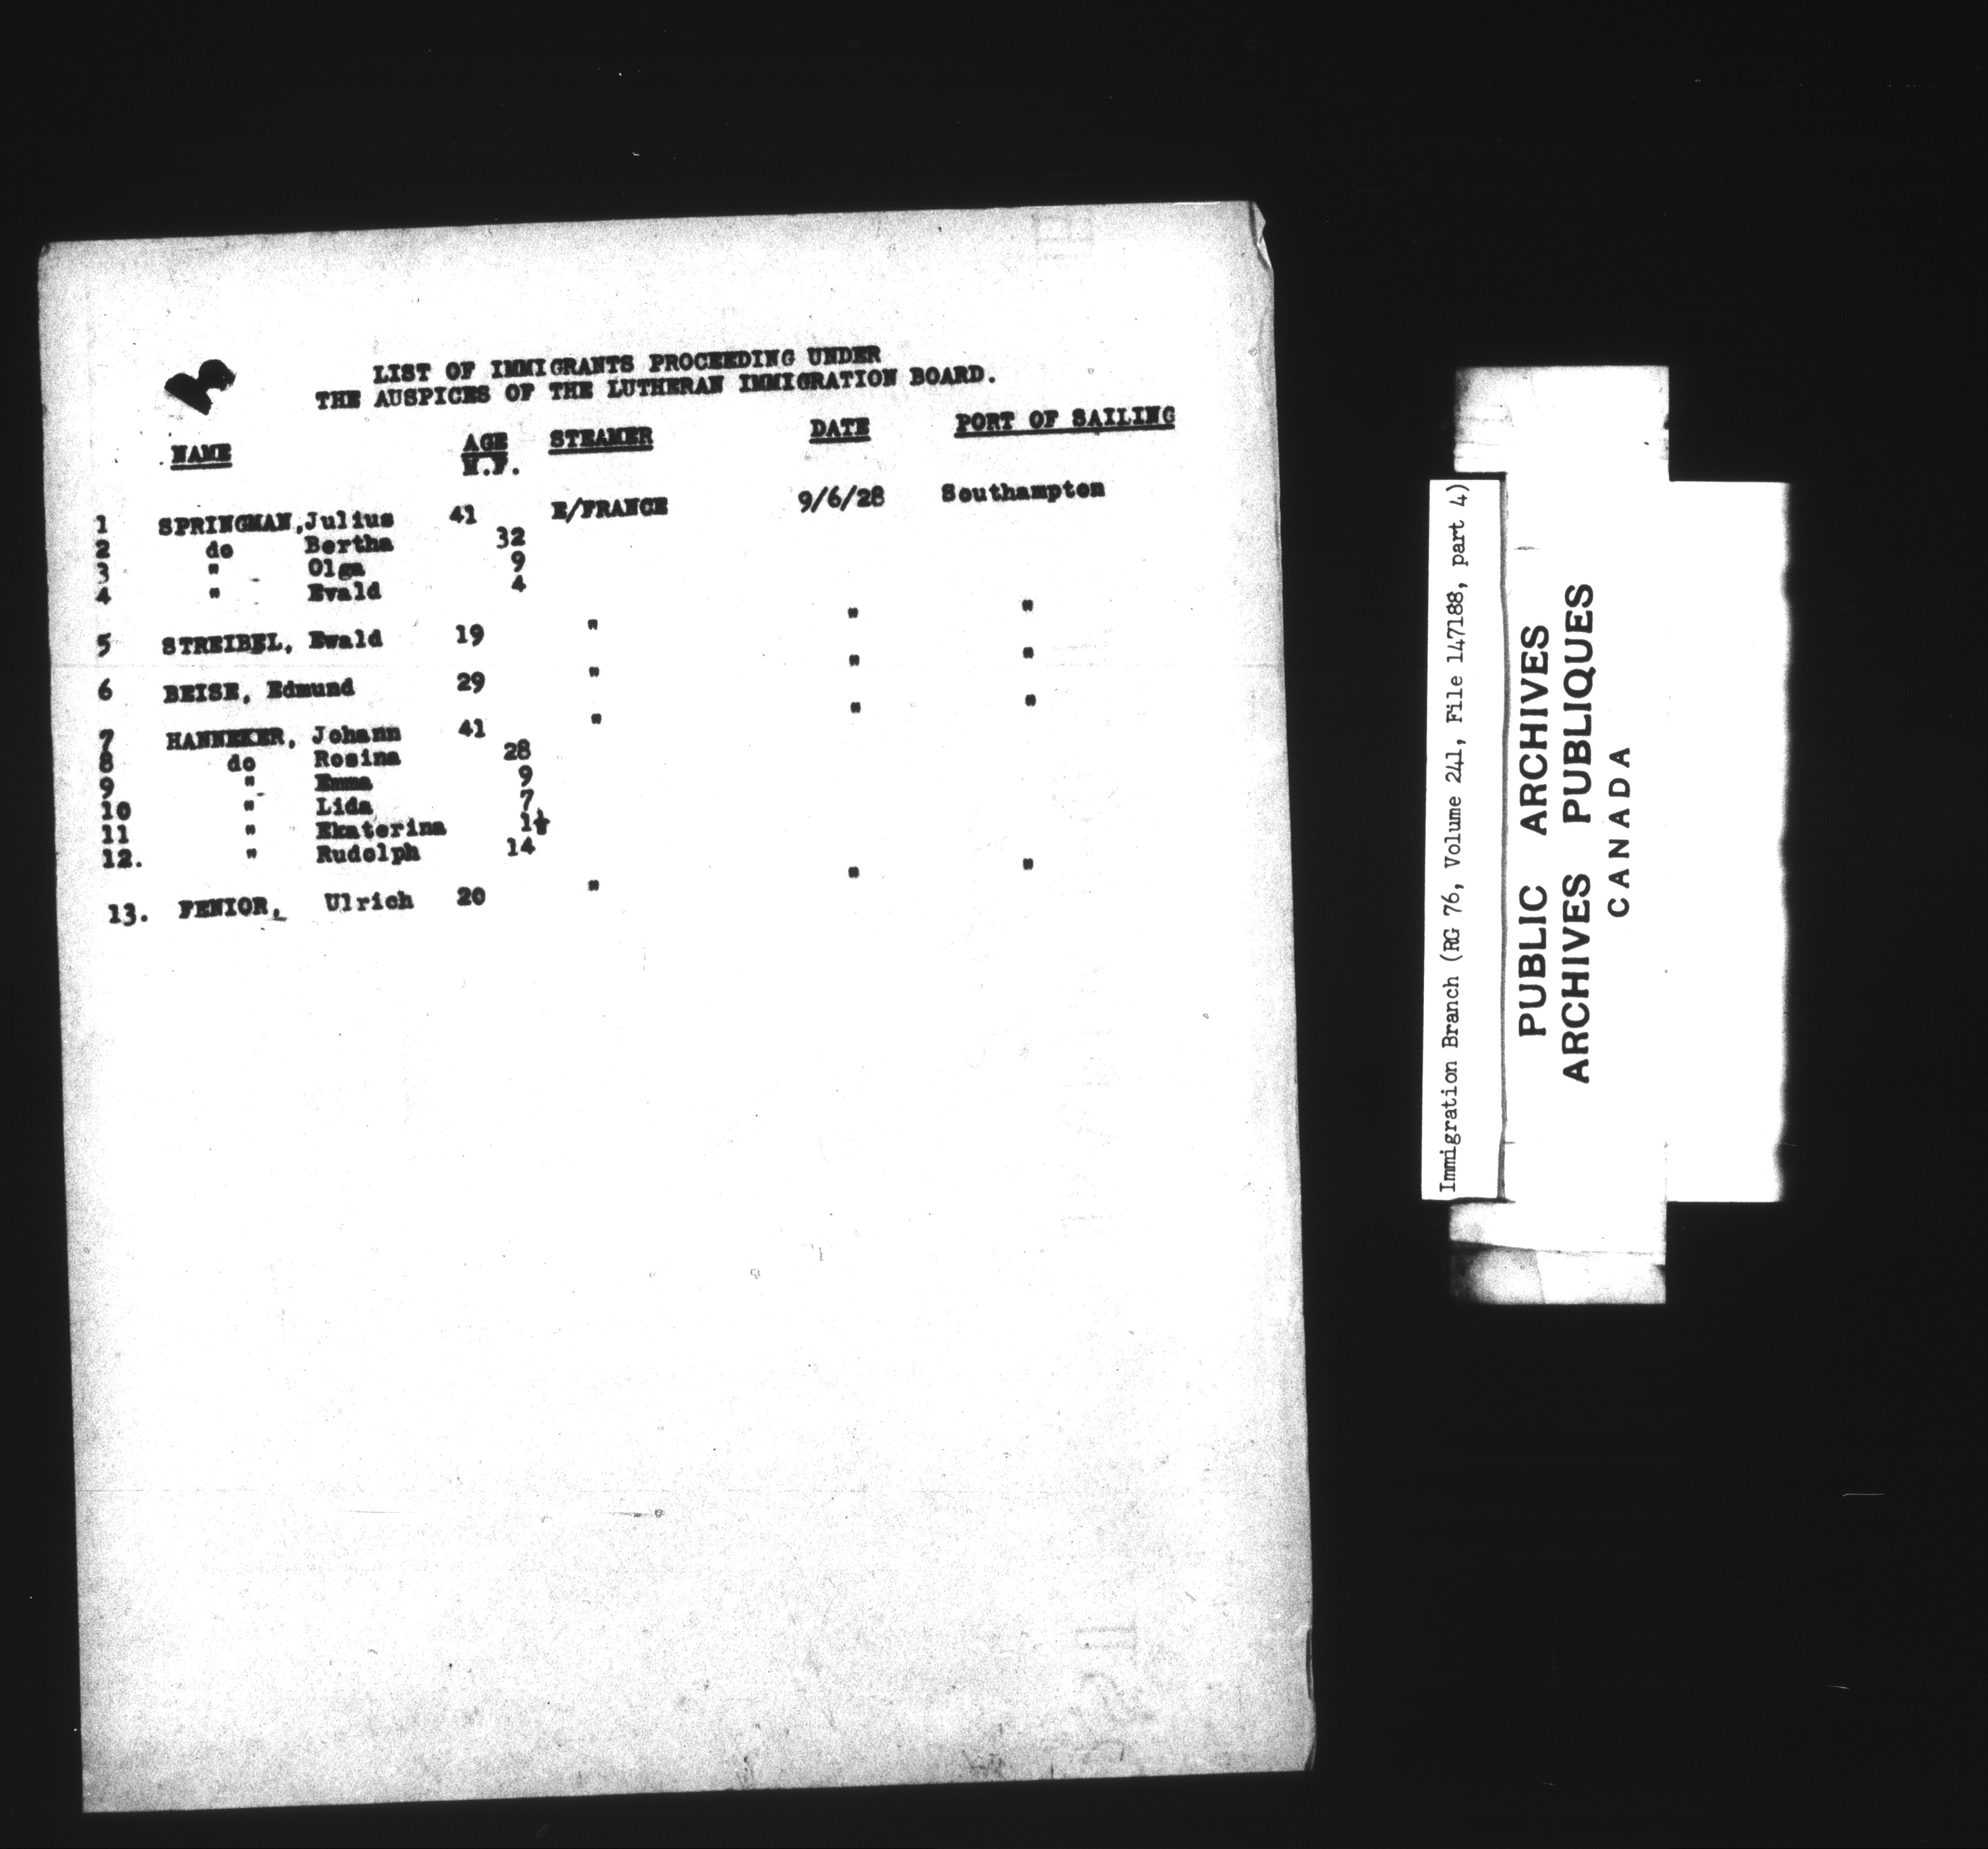 LIST OF IMMIGRANTS PROCEEDING UNDER
THE AUSPICES OF THE LUTHERAN IMMIGRATION BOARD.
NAME AGE STEAMER DATE PORT OF SAILING
M.F.
1 SPRINGMAN, Julius 41 E/FRANCE 9/6/28 Southampton
2 do Bertha 32
3 " Olga 9
4 " Evald 4
5 STREIBEL, Ewald 19 " " "
6 BEISE, Edmund 29 " " "
7 HANNEKER, Johann 41 " " "
8 do Rosina 28
9 " Emma 9
10 " Lida 7
11 " Ekaterina
12. " Rudolph 14
13. FENIOR, Ulrich 20 " " "
Immigration Branch (RG 76, Volume 241, File 147188, part 4)
PUBLIC ARCHIVES
ARCHIVES PUBLIQUES
CANADA